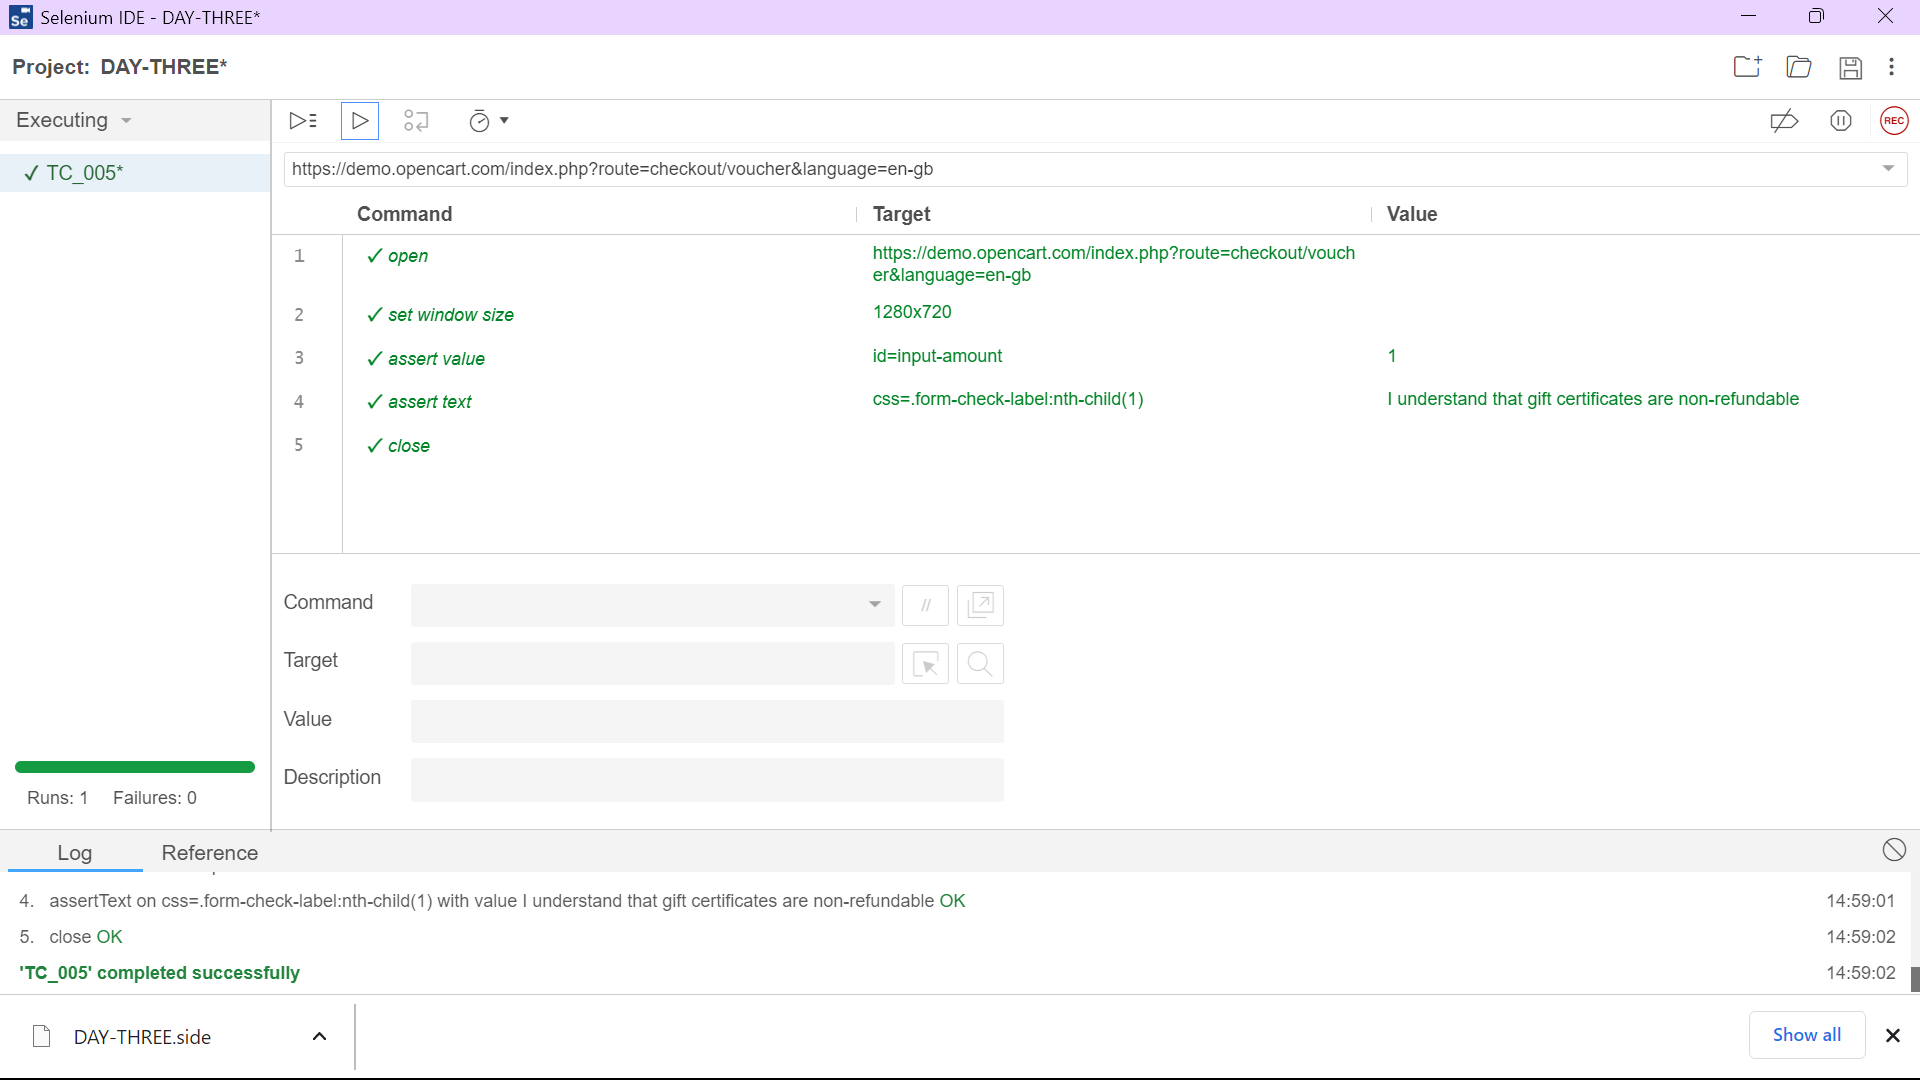 Se Selenium IDE - DAY-THREE*
Project: DAY-THREE*
Executing
REC
✓ TC_005*
https://demo.opencart.com/index.php?route=checkout/voucher&language=en-gb
Command Target Value
1 ✓ open https://demo.opencart.com/index.php?route=checkout/vouch
er&language=en-gb
2 ✓ set window size 1280x720
3 ✓ assert value id=input-amount 1
4 ✓ assert text css=.form-check-label:nth-child(1) I understand that gift certificates are non-refundable
5 ✓ close
Command //
Target
Value
Description
Runs: 1 Failures: 0
Log Reference
4. assertText on css=.form-check-label:nth-child(1) with value I understand that gift certificates are non-refundable OK 14:59:01
5. close OK 14:59:02
'TC_005' completed successfully 14:59:02
DAY-THREE.side Show all